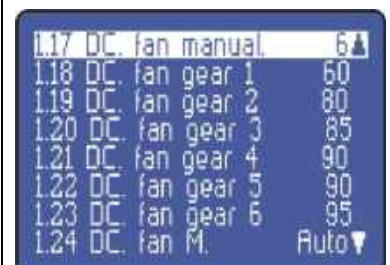 1.17 DC. fan manual. 6▲
1.18 DC. fan gear 1 60
1.19 DC. fan gear 2 80
1.20 DC. fan gear 3 85
1.21 DC. fan gear 4 90
1.22 DC. fan gear 5 90
1.23 DC. fan gear 6 95
1.24 DC. fan M. Auto▼